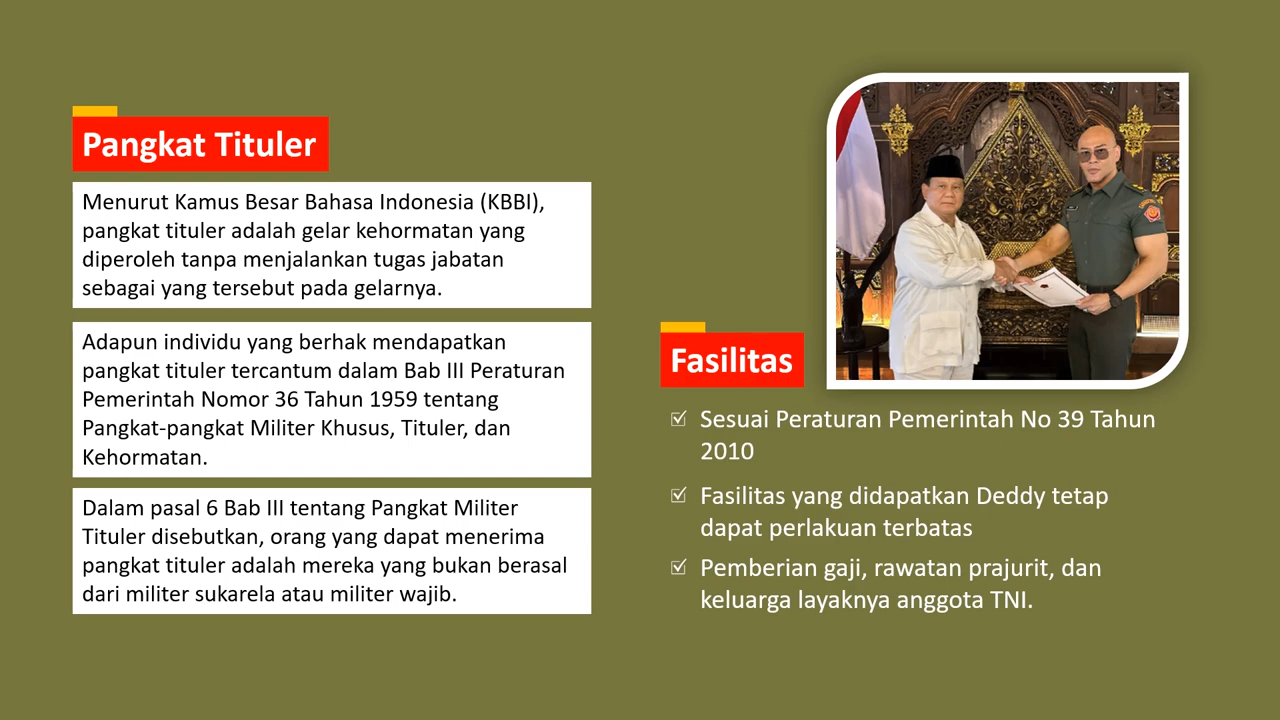 Pangkat Tituler
Menurut Kamus Besar Bahasa Indonesia (KBBI),
pangkat tituler adalah gelar kehormatan yang
diperoleh tanpa menjalankan tugas jabatan
sebagai yang tersebut pada gelarnya.
Adapun individu yang berhak mendapatkan
pangkat tituler tercantum dalam Bab III Peraturan
Pemerintah Nomor 36 Tahun 1959 tentang
Pangkat-pangkat Militer Khusus, Tituler, dan
Kehormatan.
Dalam pasal 6 Bab III tentang Pangkat Militer
Tituler disebutkan, orang yang dapat menerima
pangkat tituler adalah mereka yang bukan berasal
dari militer sukarela atau militer wajib.
Fasilitas
Sesuai Peraturan Pemerintah No 39 Tahun
2010
Fasilitas yang didapatkan Deddy tetap
dapat perlakuan terbatas
Pemberian gaji, rawatan prajurit, dan
keluarga layaknya anggota TNI.